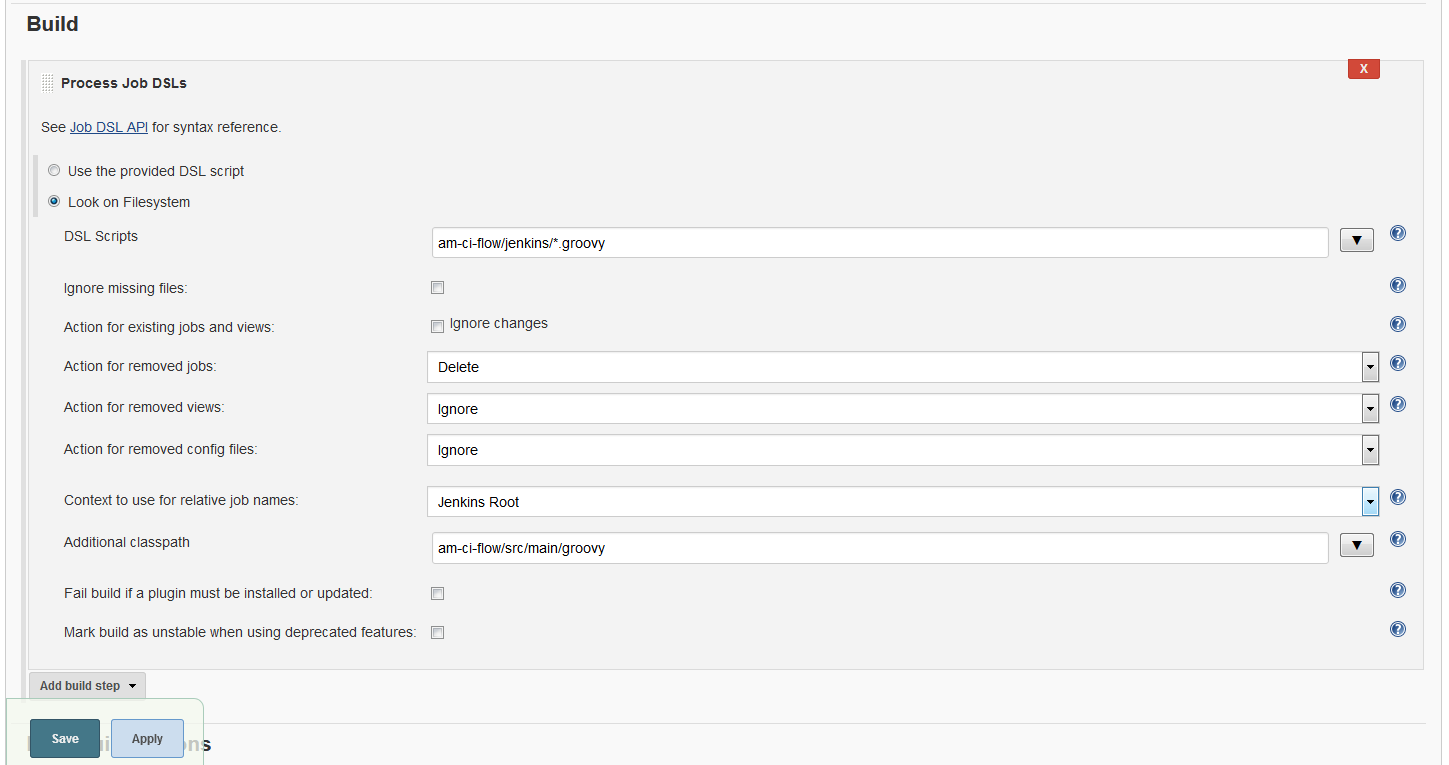 Build
Process Job DSLs
X
See Job DSL API for syntax reference.
Use the provided DSL script
Look on Filesystem
DSL Scripts
am-ci-flow/jenkins/*.groovy
Ignore missing files:
Action for existing jobs and views:
Ignore changes
Action for removed jobs:
Delete
Action for removed views:
Ignore
Action for removed config files:
Ignore
Context to use for relative job names:
Jenkins Root
Additional classpath
am-ci-flow/src/main/groovy
Fail build if a plugin must be installed or updated:
Mark build as unstable when using deprecated features:
Add build step
Save
Apply